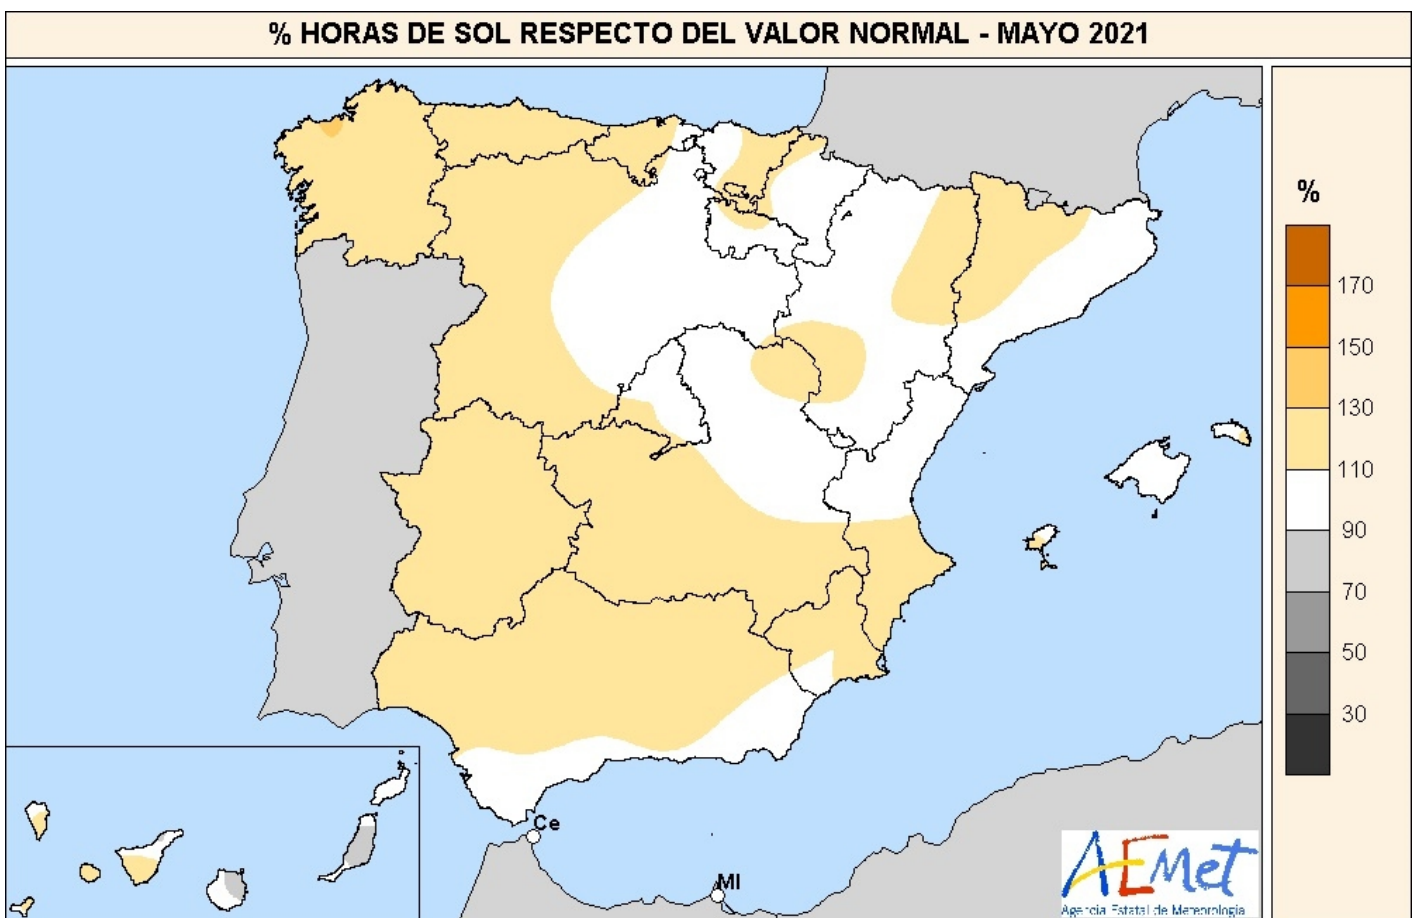 % HORAS DE SOL RESPECTO DEL VALOR NORMAL - MAYO 2021
%
170
150
130
110
90
70
50
30
Ce
Ml
AEMet
Agencia Estatal de Meteorología